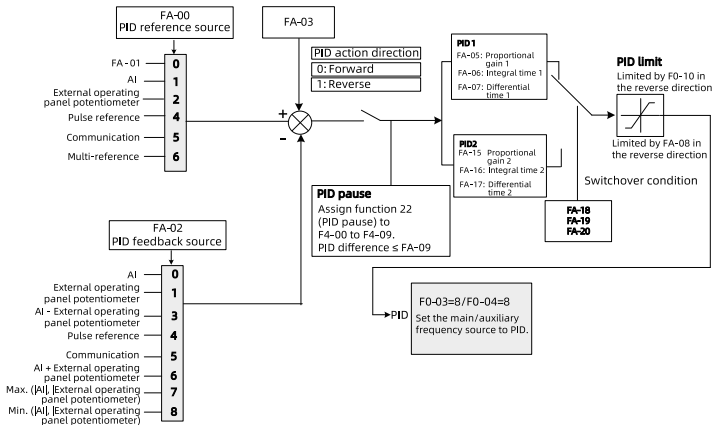 FA-00
PID reference source
FA-01
0
AI
1
External operating
panel potentiometer
2
Pulse reference
4
Communication
5
Multi-reference
6
FA-03
PID action direction
0: Forward
1: Reverse
+
-
PID pause
Assign function 22
(PID pause) to
F4-00 to F4-09.
PID difference ≤ FA-09
PID1
FA-05: Proportional
gain 1
FA-06: Integral time 1
FA-07: Differential
time 1
PID2
FA-15 Proportional
gain 2
FA-16: Integral time 2
FA-17: Differential
time 2
PID limit
Limited by F0-10 in
the reverse direction
Limited by FA-08 in
the reverse direction
Switchover condition
FA-18
FA-19
FA-20
FA-02
PID feedback source
AI
0
External operating
panel potentiometer
1
AI - External operating
panel potentiometer
3
Pulse reference
4
Communication
5
AI + External operating
panel potentiometer
6
Max. (|AI|, |External operating
panel potentiometer)
7
Min. (|AI|, |External operating
panel potentiometer)
8
PID
F0-03=8/F0-04=8
Set the main/auxiliary
frequency source to PID.